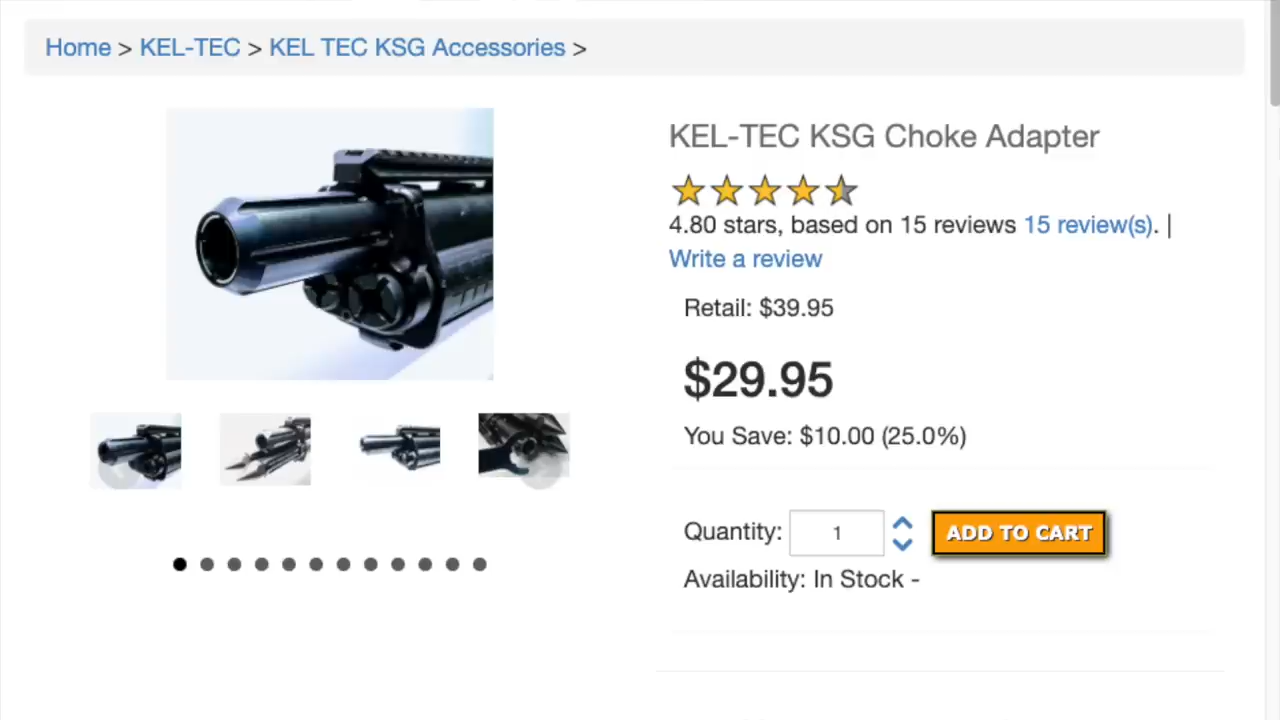 Home > KEL-TEC > KEL TEC KSG Accessories >
KEL-TEC KSG Choke Adapter
4.80 stars, based on 15 reviews 15 review(s). |
Write a review
Retail: $39.95
$29.95
You Save: $10.00 (25.0%)
Quantity: 1 ADD TO CART
Availability: In Stock -